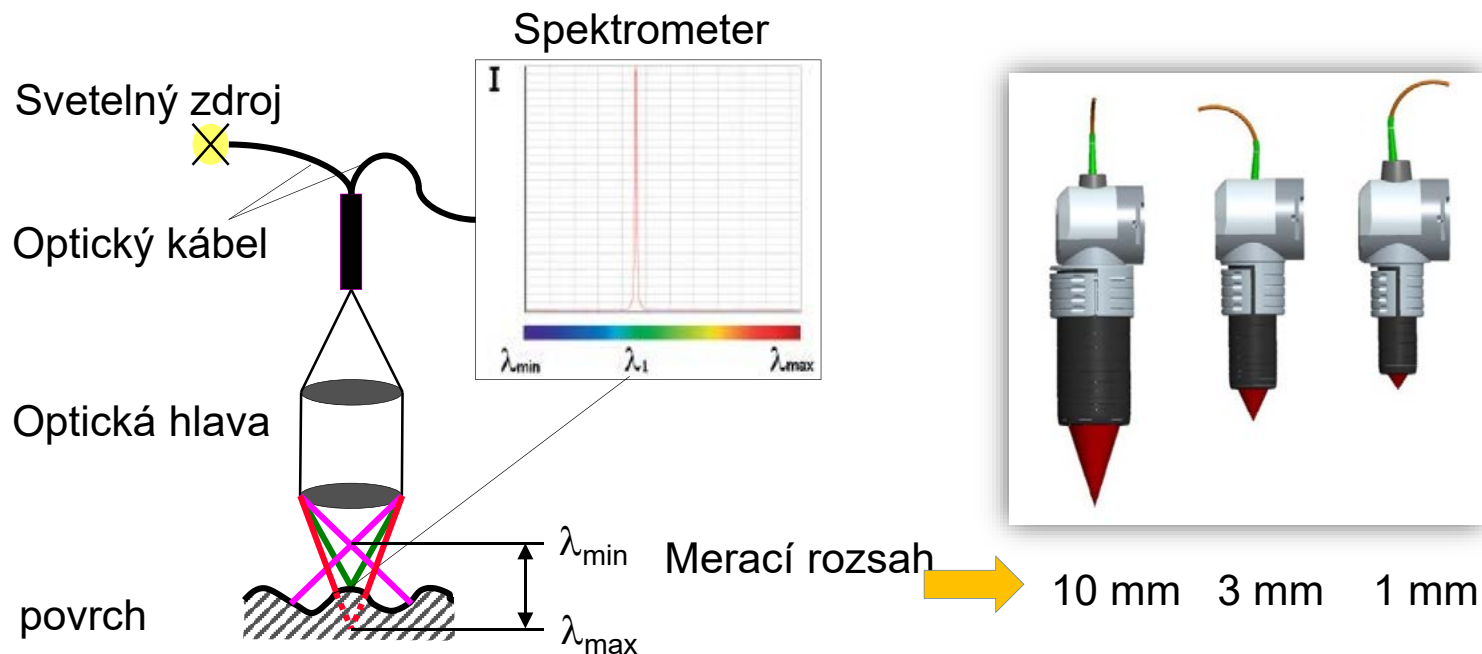 Spektrometer
I
Svetelný zdroj
Optický kábel
λmin λ1 λmax
Optická hlava
λmin
Merací rozsah
10 mm 3 mm 1 mm
povrch
λmax